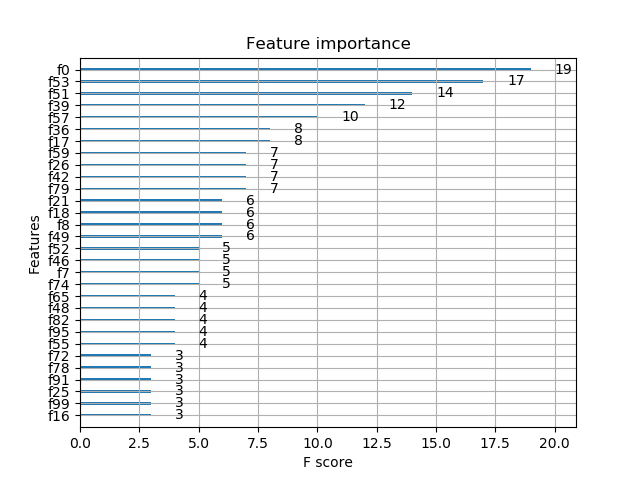 Feature importance
f0 19
f53 17
f51 14
f39 12
f57 10
f36 8
f17 8
f59 7
f26 7
f42 7
f79 7
f21 6
f18 6
f8 6
f49 6
f52 5
f46 5
f7 5
f74 5
f65 4
f48 4
f82 4
f95 4
f55 4
f72 3
f78 3
f91 3
f25 3
f99 3
f16 3
Features
0.0 2.5 5.0 7.5 10.0 12.5 15.0 17.5 20.0
F score